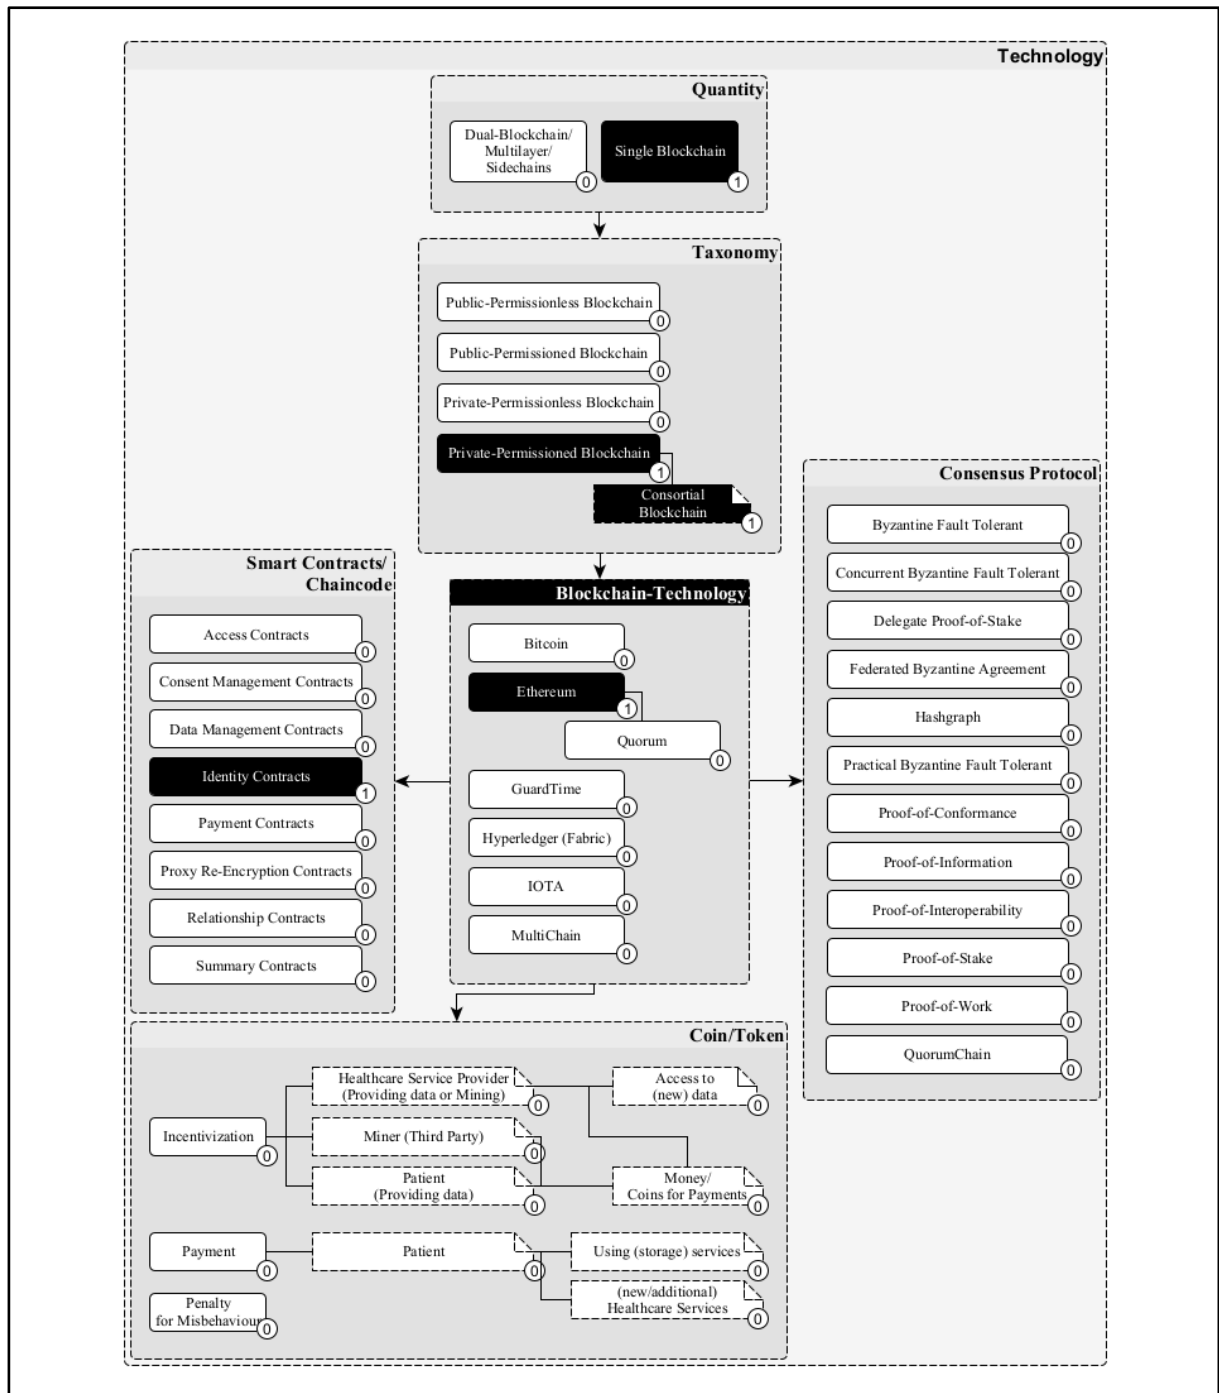 Technology
Quantity
Dual-Blockchain/
Multilayer/
Sidechains
0
Single Blockchain
1
Taxonomy
Public-Permissionless Blockchain
0
Public-Permissioned Blockchain
0
Private-Permissionless Blockchain
0
Private-Permissioned Blockchain
1
Consortial
Blockchain
1
Smart Contracts/
Chaincode
Access Contracts
0
Consent Management Contracts
0
Data Management Contracts
0
Identity Contracts
1
Payment Contracts
0
Proxy Re-Encryption Contracts
0
Relationship Contracts
0
Summary Contracts
0
Blockchain-Technology
Bitcoin
0
Ethereum
1
Quorum
0
GuardTime
0
Hyperledger (Fabric)
0
IOTA
0
MultiChain
0
Consensus Protocol
Byzantine Fault Tolerant
0
Concurrent Byzantine Fault Tolerant
0
Delegate Proof-of-Stake
0
Federated Byzantine Agreement
0
Hashgraph
0
Practical Byzantine Fault Tolerant
0
Proof-of-Conformance
0
Proof-of-Information
0
Proof-of-Interoperability
0
Proof-of-Stake
0
Proof-of-Work
0
QuorumChain
0
Coin/Token
Incentivization
0
Healthcare Service Provider
(Providing data or Mining)
0
Miner (Third Party)
0
Patient
(Providing data)
0
Access to
(new) data
0
Money/
Coins for Payments
0
Payment
0
Patient
0
Using (storage) services
0
(new/additional)
Healthcare Services
0
Penalty
for Misbehaviour
0